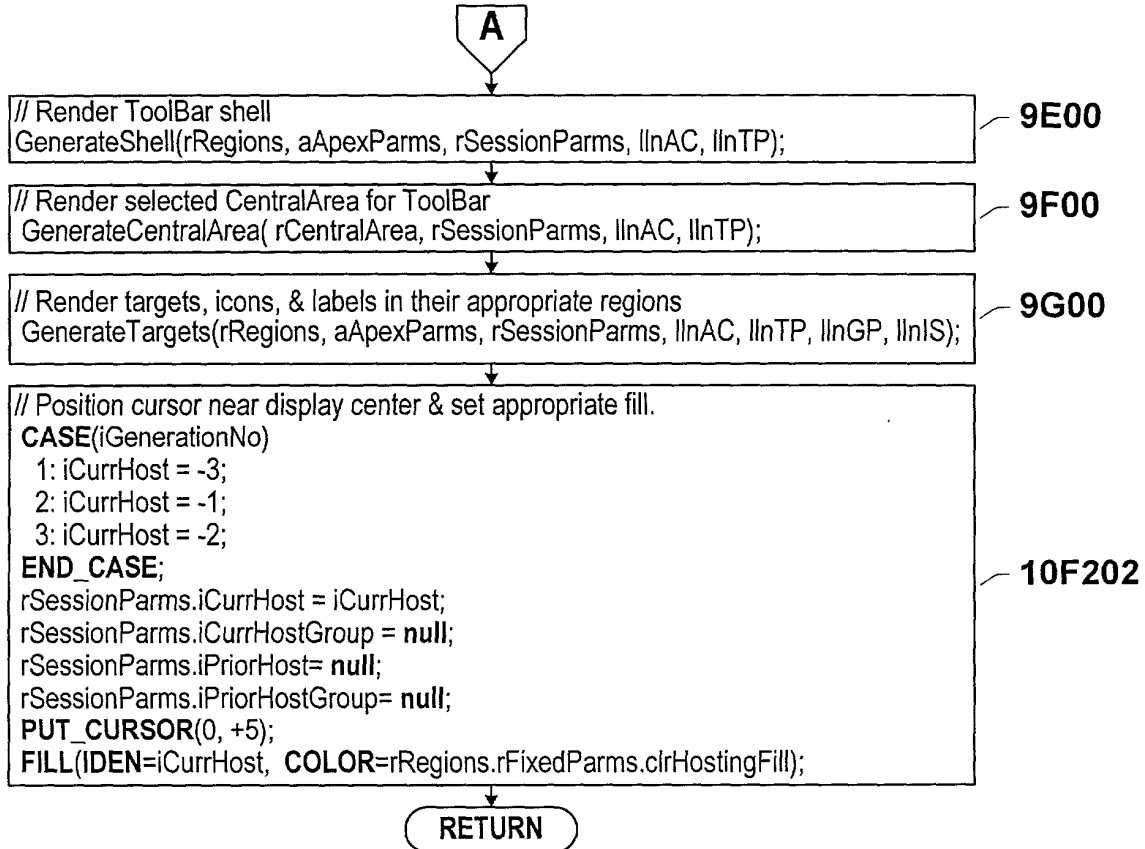 A
// Render ToolBar shell
GenerateShell(rRegions, aApexParms, rSessionParms, llnAC, llnTP);
9E00
// Render selected CentralArea for ToolBar
GenerateCentralArea( rCentralArea, rSessionParms, llnAC, llnTP);
9F00
// Render targets, icons, & labels in their appropriate regions
GenerateTargets(rRegions, aApexParms, rSessionParms, llnAC, llnTP, llnGP, llnIS);
9G00
// Position cursor near display center & set appropriate fill.
CASE(iGenerationNo)
1: iCurrHost = -3;
2: iCurrHost = -1;
3: iCurrHost = -2;
END_CASE;
rSessionParms.iCurrHost = iCurrHost;
rSessionParms.iCurrHostGroup = null;
rSessionParms.iPriorHost= null;
rSessionParms.iPriorHostGroup= null;
PUT_CURSOR(0, +5);
FILL(IDEN=iCurrHost, COLOR=rRegions.rFixedParms.clrHostingFill);
10F202
RETURN